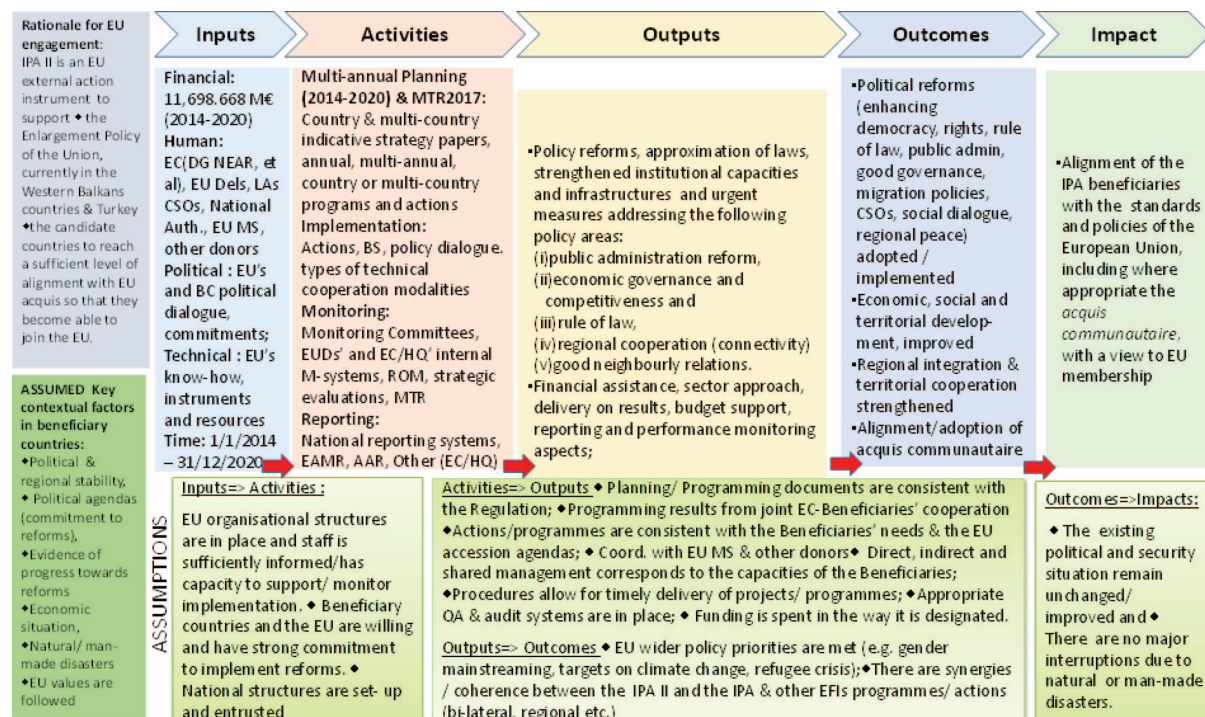 Rationale for EU
engagement:
IPA II is an EU
external action
instrument to
support ◆ the
Enlargement Policy
of the Union,
currently in the
Western Balkans
countries & Turkey
◆the candidate
countries to reach
a sufficient level of
alignment with EU
acquis so that they
become able to
join the EU.
ASSUMED Key
contextual factors
in beneficiary
countries:
◆Political &
regional stability,
◆ Political agendas
(commitment to
reforms),
◆Evidence of
progress towards
reforms
◆Economic
situation,
◆Natural/ man-
made disasters
◆EU values are
followed
Inputs
Financial:
11,698.668 M€
(2014-2020)
Human:
EC(DG NEAR, et
al), EU Dels, LAs
CSOs, National
Auth., EU MS,
other donors
Political : EU's
and BC political
dialogue,
commitments;
Technical : EU's
know-how,
instruments
and resources
Time: 1/1/2014
– 31/12/2020
Activities
Multi-annual Planning
(2014-2020) & MTR2017:
Country & multi-country
indicative strategy papers,
annual, multi-annual,
country or multi-country
programs and actions
Implementation:
Actions, BS, policy dialogue.
types of technical
cooperation modalities
Monitoring:
Monitoring Committees,
EUDs' and EC/HQ' internal
M-systems, ROM, strategic
evaluations, MTR
Reporting:
National reporting systems,
EAMR, AAR, Other (EC/HQ)
Outputs
▪Policy reforms, approximation of laws,
strengthened institutional capacities
and infrastructures and urgent
measures addressing the following
policy areas:
(i)public administration reform,
(ii)economic governance and
competitiveness and
(iii)rule of law,
(iv)regional cooperation (connectivity)
(v)good neighbourly relations.
▪Financial assistance, sector approach,
delivery on results, budget support,
reporting and performance monitoring
aspects;
Outcomes
▪Political reforms
(enhancing
democracy, rights, rule
of law, public admin,
good governance,
migration policies,
CSOs, social dialogue,
regional peace)
adopted /
implemented
▪Economic, social and
territorial develop-
ment, improved
▪Regional integration &
territorial cooperation
strengthened
▪Alignment/adoption of
acquis communautaire
Impact
▪Alignment of the
IPA beneficiaries
with the standards
and policies of the
European Union,
including where
appropriate the
acquis
communautaire,
with a view to EU
membership
ASSUMPTIONS
Inputs=> Activities :
EU organisational structures
are in place and staff is
sufficiently informed/has
capacity to support/ monitor
implementation. ◆ Beneficiary
countries and the EU are willing
and have strong commitment
to implement reforms. ◆
National structures are set- up
and entrusted
Activities=> Outputs ◆ Planning/ Programming documents are consistent with
the Regulation; ◆ Programming results from joint EC-Beneficiaries' cooperation
◆Actions/programmes are consistent with the Beneficiaries' needs & the EU
accession agendas; ◆ Coord. with EU MS & other donors◆ Direct, indirect and
shared management corresponds to the capacities of the Beneficiaries;
◆Procedures allow for timely delivery of projects/ programmes; ◆Appropriate
QA & audit systems are in place; ◆ Funding is spent in the way it is designated.
Outputs=> Outcomes ◆ EU wider policy priorities are met (e.g. gender
mainstreaming, targets on climate change, refugee crisis);◆There are synergies
/ coherence between the IPA II and the IPA & other EFIs programmes/ actions
(bi-lateral, regional etc.)
Outcomes=>Impacts:
◆ The existing
political and security
situation remain
unchanged/
improved and ◆
There are no major
interruptions due to
natural or man-made
disasters.